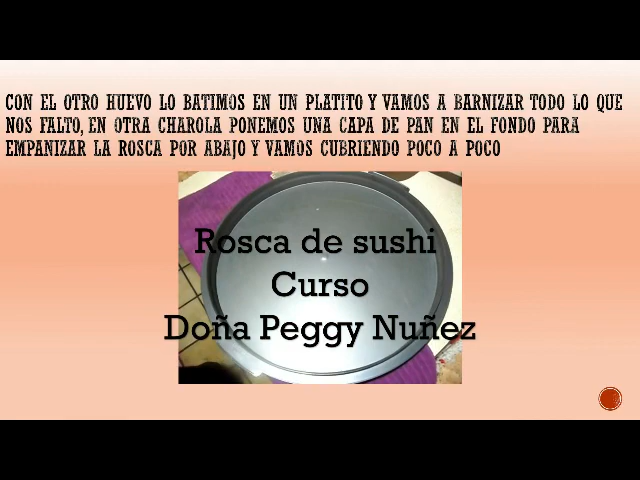 CON EL OTRO HUEVO LO BATIMOS EN UN PLATITO Y VAMOS A BARNIZAR TODO LO QUE
NOS FALTO, EN OTRA CHAROLA PONEMOS UNA CAPA DE PAN EN EL FONDO PARA
EMPANIZAR LA ROSCA POR ABAJO Y VAMOS CUBRIENDO POCO A POCO
Rosca de sushi
Curso
Doña Peggy Nuñez